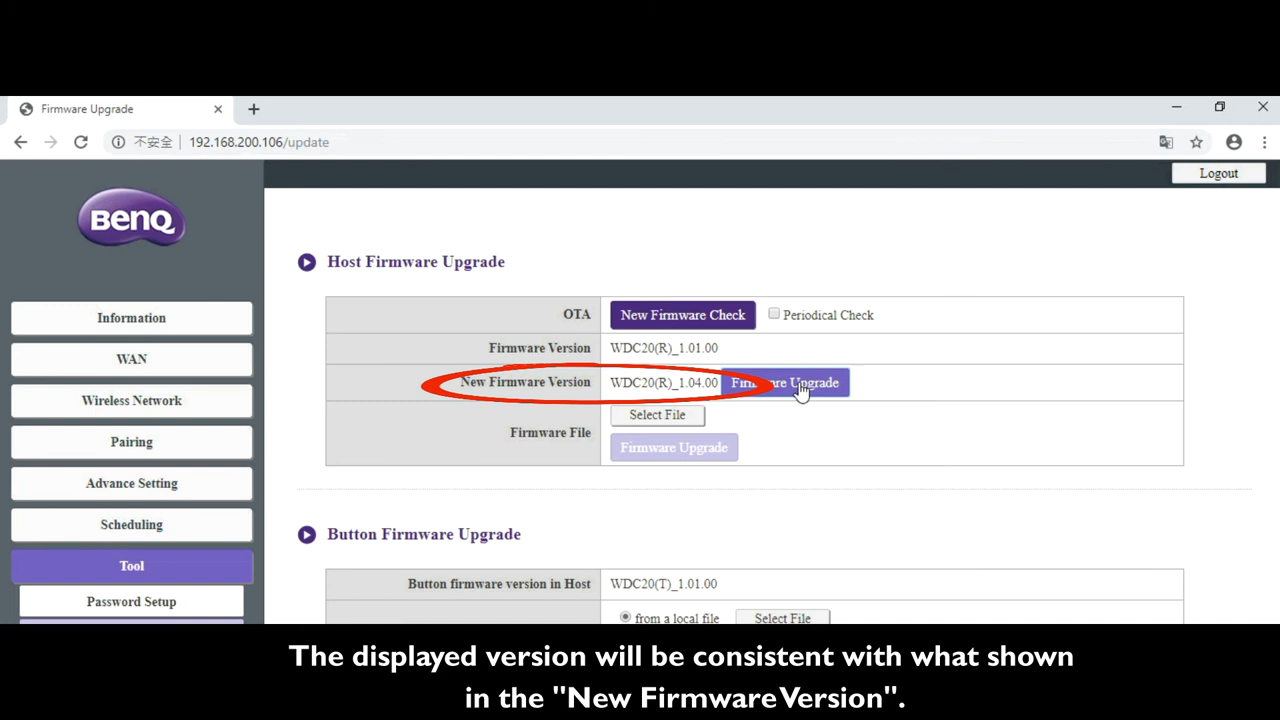 Firmware Upgrade
不安全 192.168.200.106/update
Logout
BenQ
Information
WAN
Wireless Network
Pairing
Advance Setting
Scheduling
Tool
Password Setup
Host Firmware Upgrade
OTA New Firmware Check Periodical Check
Firmware Version WDC20(R)_1.01.00
New Firmware Version WDC20(R)_1.04.00 Firmware Upgrade
Firmware File Select File
Firmware Upgrade
Button Firmware Upgrade
Button firmware version in Host WDC20(T)_1.01.00
from a local file Select File
The displayed version will be consistent with what shown
in the "New Firmware Version".